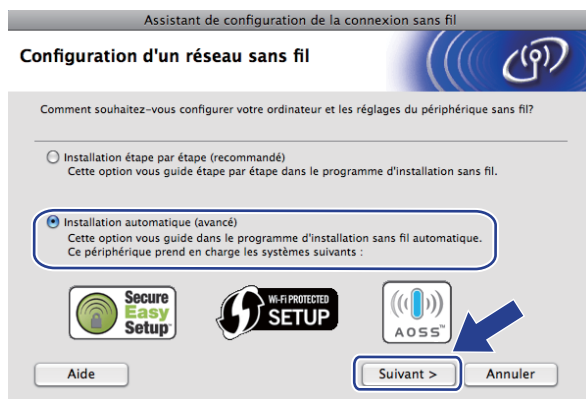 Assistant de configuration de la connexion sans fil
Configuration d'un réseau sans fil
Comment souhaitez-vous configurer votre ordinateur et les réglages du périphérique sans fil?
Installation étape par étape (recommandé)
Cette option vous guide étape par étape dans le programme d'installation sans fil.
Installation automatique (avancé)
Cette option vous guide dans le programme d'installation sans fil automatique.
Ce périphérique prend en charge les systèmes suivants :
Secure
Easy
Setup™
WI-FI PROTECTED
SETUP
AOSS™
Aide
Suivant >
Annuler